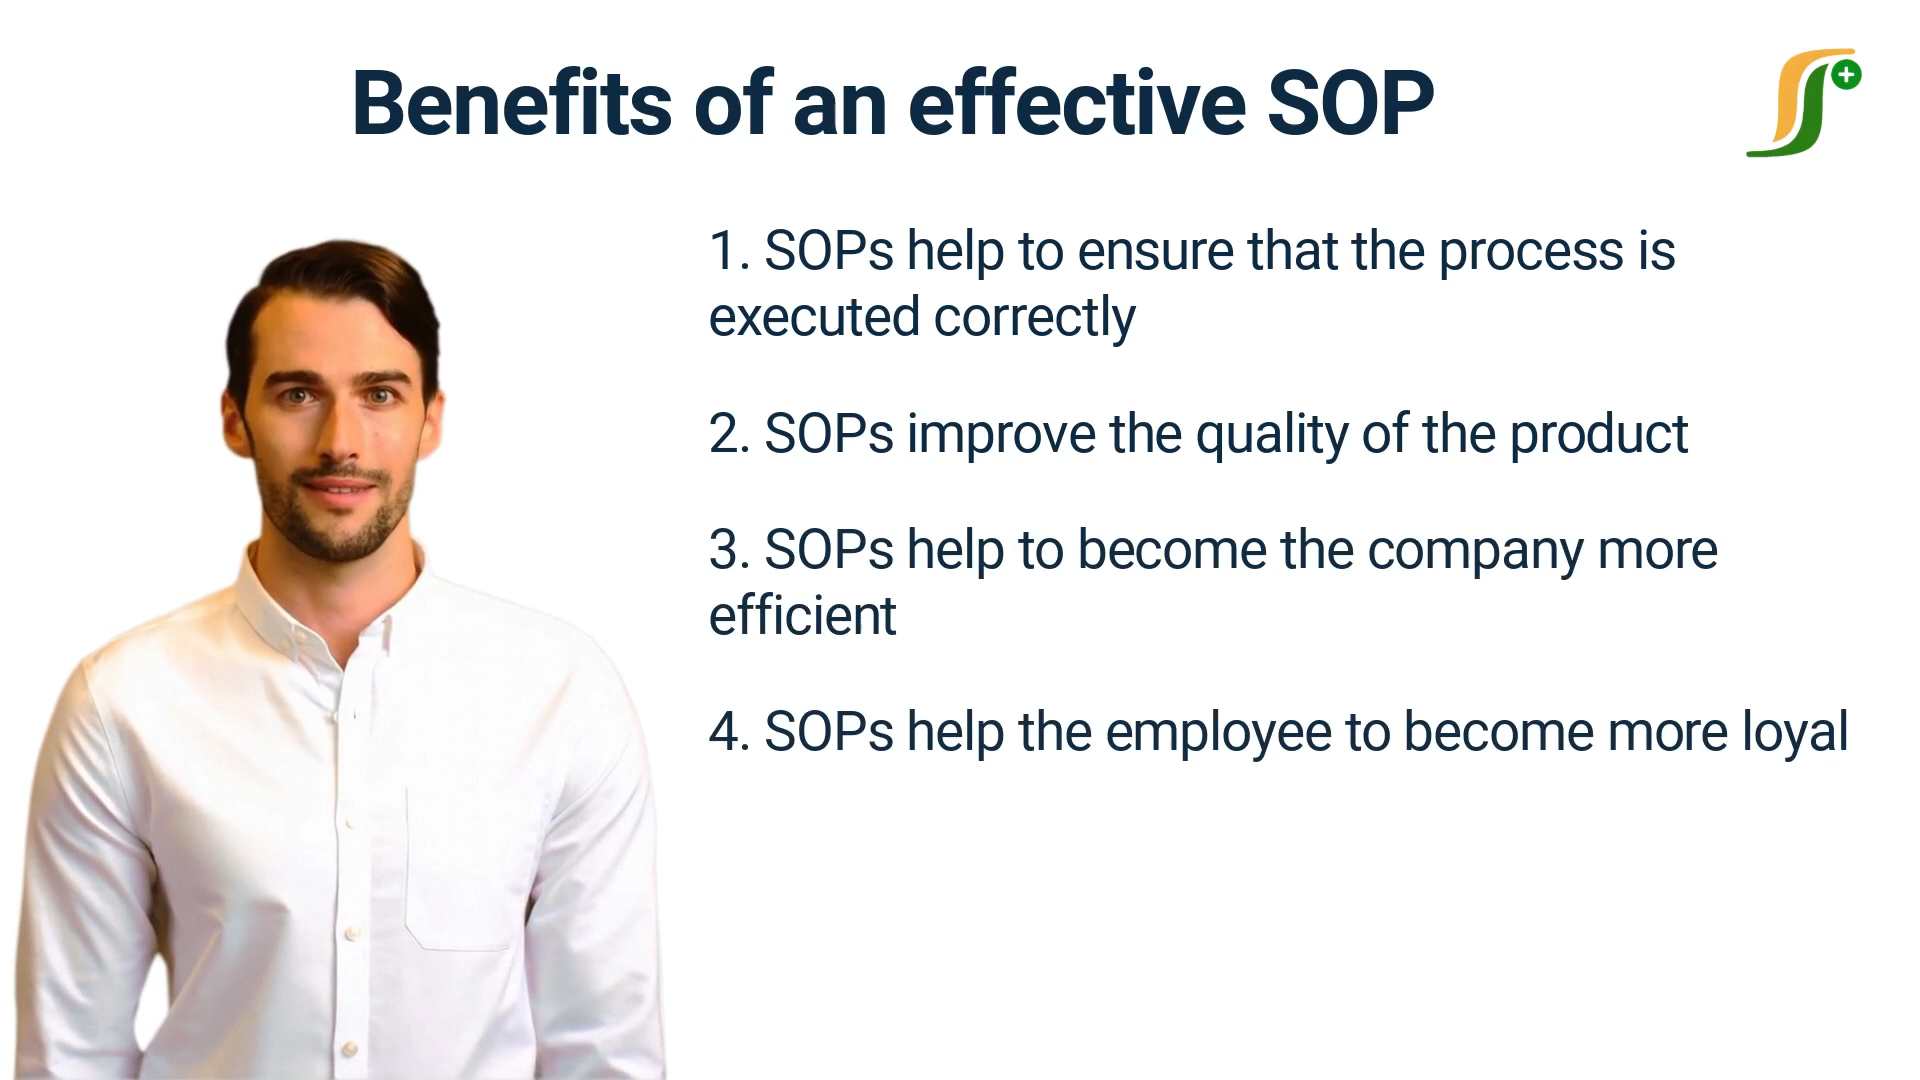 Benefits of an effective SOP
1. SOPs help to ensure that the process is
executed correctly
2. SOPs improve the quality of the product
3. SOPs help to become the company more
efficient
4. SOPs help the employee to become more loyal